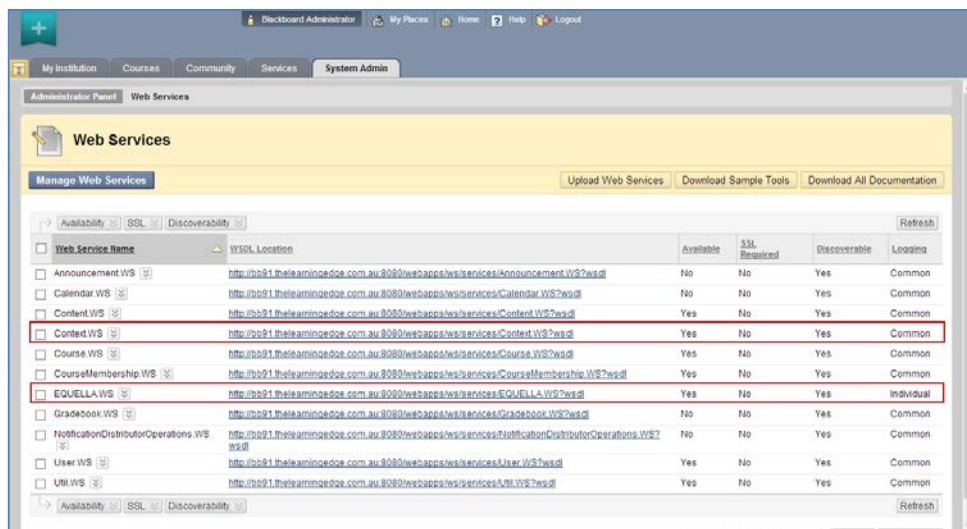 Blackboard Administrator My Places Home Help Logout
My Institution Courses Community Services System Admin
Administrator Panel Web Services
Web Services
Manage Web Services Upload Web Services Download Sample Tools Download All Documentation
Availability SSL Discoverability Refresh
Web Service Name WSDL Location Available SSL Required Discoverable Logging
Announcement.WS http://bb91.thelearningedge.com.au:8080/webapps/ws/services/Announcement.WS?wsdl No No Yes Common
Calendar.WS http://bb91.thelearningedge.com.au:8080/webapps/ws/services/Calendar.WS?wsdl No No Yes Common
Content.WS http://bb91.thelearningedge.com.au:8080/webapps/ws/services/Content.WS?wsdl Yes No Yes Common
Context.WS http://bb91.thelearningedge.com.au:8080/webapps/ws/services/Context.WS?wsdl Yes No Yes Common
Course.WS http://bb91.thelearningedge.com.au:8080/webapps/ws/services/Course.WS?wsdl Yes No Yes Common
CourseMembership.WS http://bb91.thelearningedge.com.au:8080/webapps/ws/services/CourseMembership.WS?wsdl Yes No Yes Common
EQUELLA.WS http://bb91.thelearningedge.com.au:8080/webapps/ws/services/EQUELLA.WS?wsdl Yes No Yes Individual
Gradebook.WS http://bb91.thelearningedge.com.au:8080/webapps/ws/services/Gradebook.WS?wsdl No No Yes Common
NotificationDistributorOperations.WS http://bb91.thelearningedge.com.au:8080/webapps/ws/services/NotificationDistributorOperations.WS? No No Yes Common
wsdl
User.WS http://bb91.thelearningedge.com.au:8080/webapps/ws/services/User.WS?wsdl Yes No Yes Common
Util.WS http://bb91.thelearningedge.com.au:8080/webapps/ws/services/Util.WS?wsdl Yes No Yes Common
Availability SSL Discoverability Refresh